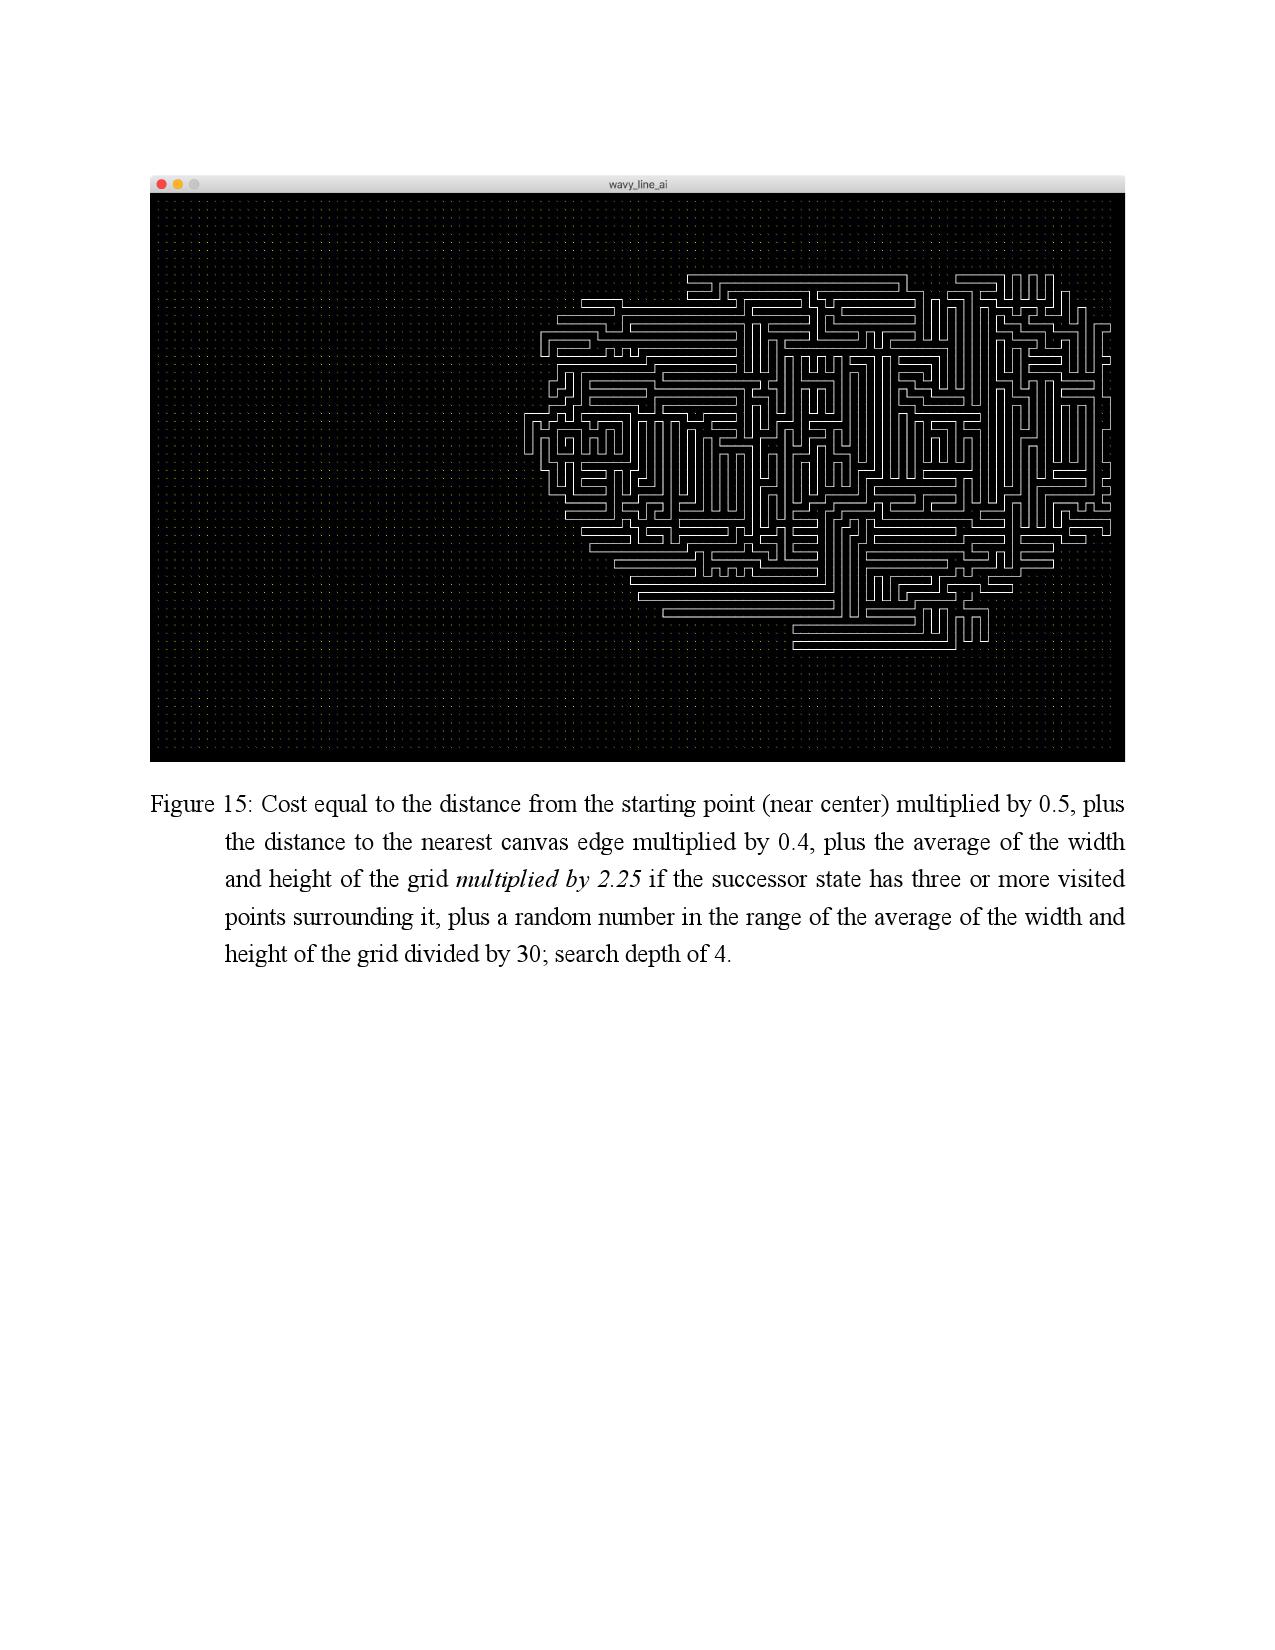 wavy_line_ai
Figure 15: Cost equal to the distance from the starting point (near center) multiplied by 0.5, plus
the distance to the nearest canvas edge multiplied by 0.4, plus the average of the width
and height of the grid multiplied by 2.25 if the successor state has three or more visited
points surrounding it, plus a random number in the range of the average of the width and
height of the grid divided by 30; search depth of 4.